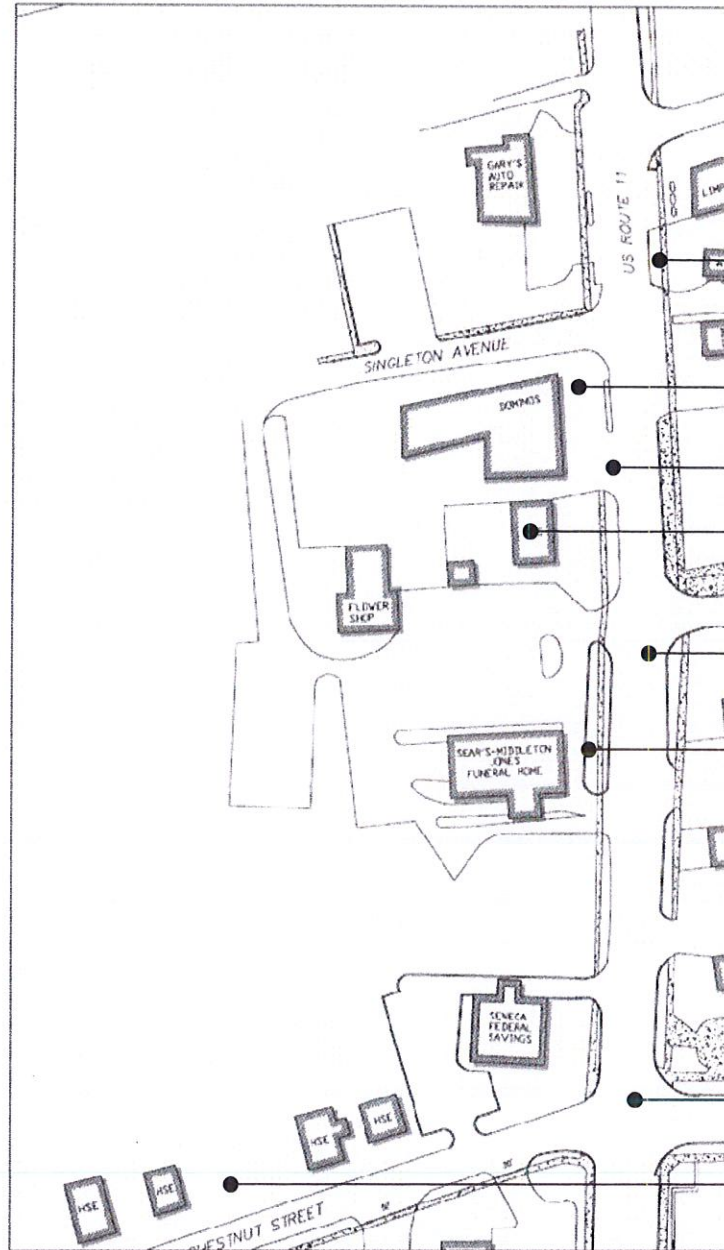 GARY'S
AUTO
REPAIR
US ROUTE 11
SINGLETON AVENUE
DOMINOS
FLOWER
SHOP
SEAR'S-MIDDLETON
JONES
FUNERAL HOME
SENECA
FEDERAL
SAVINGS
HSE
HSE
HSE
HSE
CHESTNUT STREET